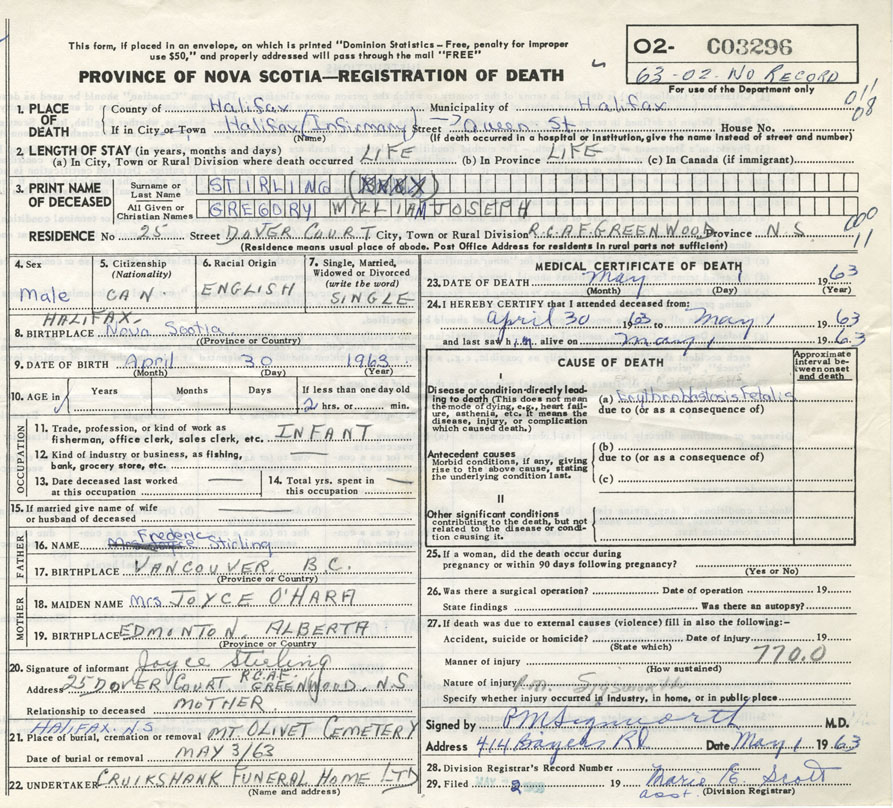 This form, if placed in an envelope, on which is printed "Dominion Statistics - Free, penalty for improper
use $50," and properly addressed will pass through the mail "FREE"
PROVINCE OF NOVA SCOTIA—REGISTRATION OF DEATH
02- C03296
63-02-NO RECORD
For use of the Department only
011
08
1. PLACE OF DEATH County of Halifax Municipality of Halifax
If in City or Town Halifax/Infirmary Street Queen St House No.
(Name) (If death occurred in a hospital or institution, give the name instead of street and number)
2. LENGTH OF STAY (in years, months and days)
(a) In City, Town or Rural Division where death occurred LIFE (b) In Province LIFE (c) In Canada (if immigrant)
3. PRINT NAME OF DECEASED Surname or Last Name STIRLING (XXXX)
All Given or Christian Names GREGORY WILLIAM JOSEPH
RESIDENCE No 25 Street DOVER COURT City, Town or Rural Division R.C.A.F. GREENWOOD Province N.S.
(Residence means usual place of abode. Post Office Address for residents in rural parts not sufficient)
000
11
4. Sex Male
5. Citizenship (Nationality) CAN.
6. Racial Origin ENGLISH
7. Single, Married, Widowed or Divorced (write the word) SINGLE
HALIFAX,
8. BIRTHPLACE Nova Scotia
(Province or Country)
9. DATE OF BIRTH April 30 1963
(Month) (Day) (Year)
10. AGE in Years Months Days If less than one day old
2 hrs. or min.
OCCUPATION
11. Trade, profession, or kind of work as fisherman, office clerk, sales clerk, etc. INFANT
12. Kind of industry or business, as fishing, bank, grocery store, etc.
13. Date deceased last worked at this occupation
14. Total yrs. spent in this occupation
15. If married give name of wife or husband of deceased
FATHER
Frederic
16. NAME Stirling
17. BIRTHPLACE VANCOUVER B.C.
(Province or Country)
MOTHER
18. MAIDEN NAME Mrs JOYCE O'HARA
19. BIRTHPLACE EDMONTON, ALBERTA
(Province or Country)
20. Signature of informant Joyce Stirling
Address 25 DOVER COURT R.C.A.F. GREENWOOD, N.S
Relationship to deceased MOTHER
HALIFAX. N.S
21. Place of burial, cremation or removal MT OLIVET CEMETERY
Date of burial or removal MAY 3/63
22. UNDERTAKER CRUIKSHANK FUNERAL HOME LTD
(Name and address)
MEDICAL CERTIFICATE OF DEATH
23. DATE OF DEATH May 1 1963
(Month) (Day) (Year)
24. I HEREBY CERTIFY that I attended deceased from:
April 30 1963 to May 1 1963
and last saw him alive on May 1 1963
CAUSE OF DEATH
Approximate interval between onset and death
I
Disease or condition directly leading to death (This does not mean the mode of dying, e.g., heart failure, asthenia, etc. It means the disease, injury, or complication which caused death.)
(a) Erythroblastosis Fetalis
due to (or as a consequence of)
Antecedent causes
Morbid conditions, if any, giving rise to the above cause, stating the underlying condition last.
(b)
due to (or as a consequence of)
(c)
II
Other significant conditions
contributing to the death, but not related to the disease or condition causing it.
25. If a woman, did the death occur during
pregnancy or within 90 days following pregnancy?
(Yes or No)
26. Was there a surgical operation? Date of operation 19
State findings Was there an autopsy?
27. If death was due to external causes (violence) fill in also the following:-
Accident, suicide or homicide? Date of injury 19
(State which)
Manner of injury 770.0
(How sustained)
Nature of injury P.M. Sigsworth
Specify whether injury occurred in Industry, in home, or in public place
Signed by PM Sigsworth M.D.
Address 414 Bayers Rd Date May 1 1963
28. Division Registrar's Record Number
29. Filed MAY 2 19 Marie E. Scott
asst. (Division Registrar)